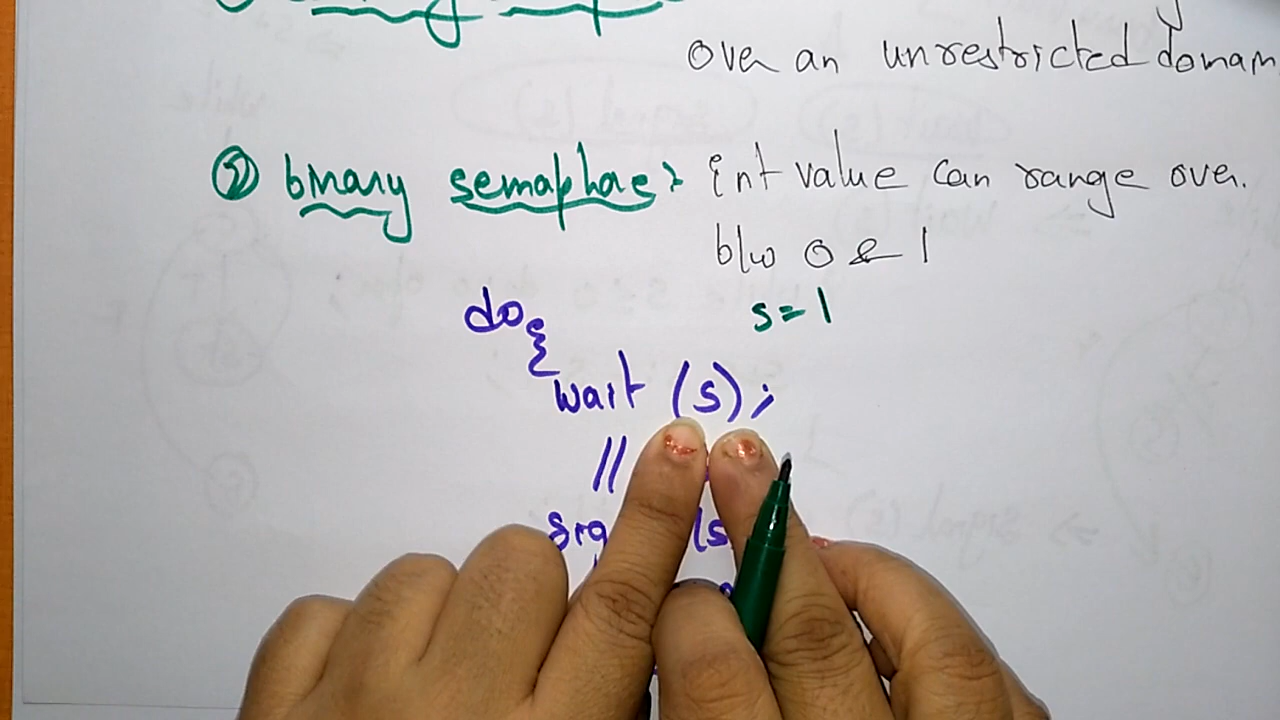 over an unrestricted domain
② binary semaphore > int value can range over.
b/w 0 & 1
do s=1
{
wait (s);
//
(s